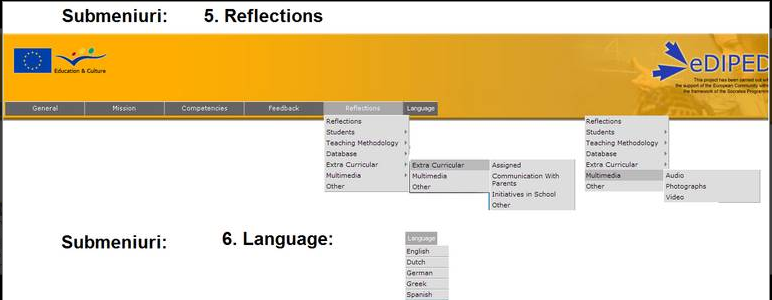 Submeniuri: 5. Reflections
Education & Culture
eDIPED
This project has been carried out wit
the support of the European Community within
the framework of the Socrates Programme
General Mission Competencies Feedback Reflections Language
Reflections
Students
Teaching Methodology
Database
Extra Curricular
Multimedia
Other
Extra Curricular
Multimedia
Other
Assigned
Communication With
Parents
Initiatives in School
Other
Reflections
Students
Teaching Methodology
Database
Extra Curricular
Multimedia
Other
Audio
Photographs
Video
Submeniuri: 6. Language:
Language
English
Dutch
German
Greek
Spanish